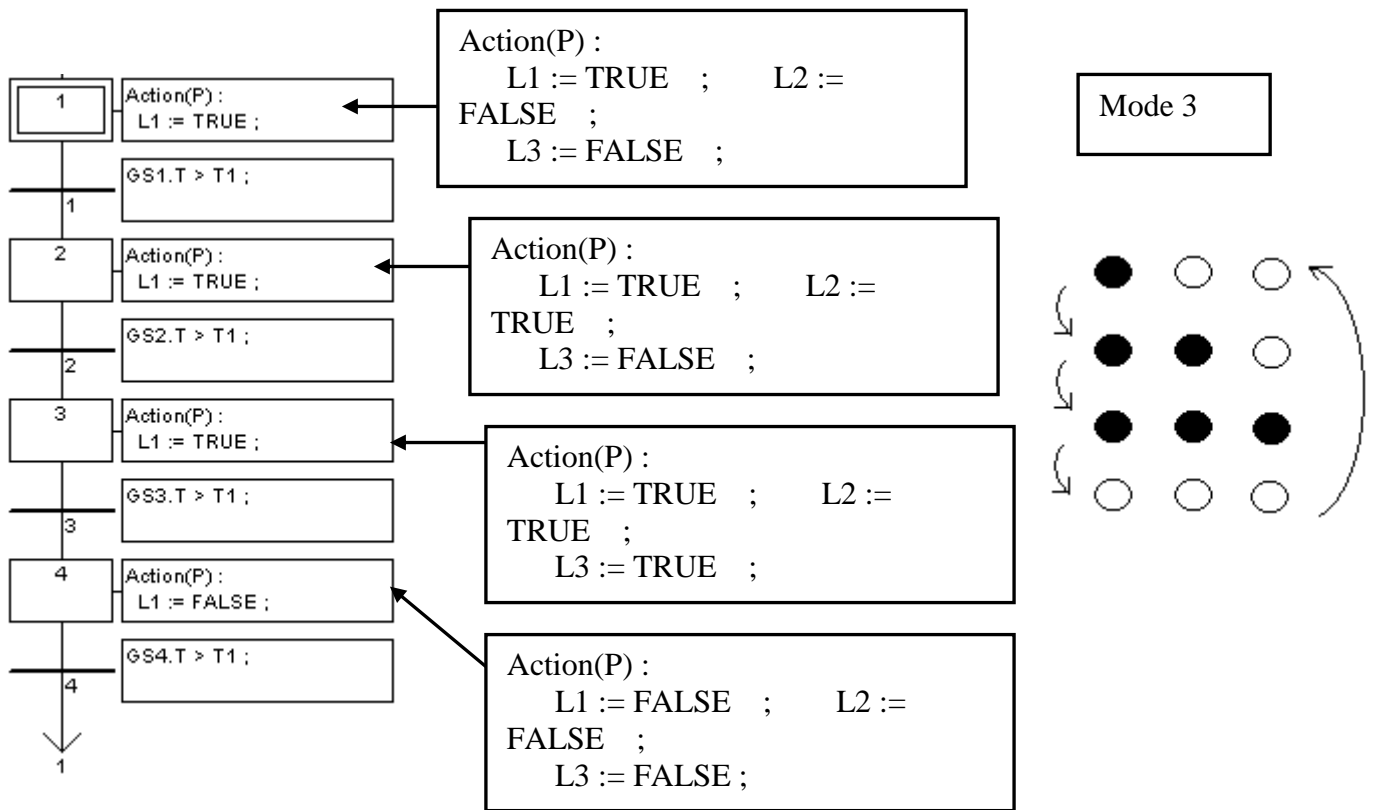 1
Action(P) :
L1 := TRUE ;
GS1.T > T1 ;
1
2
Action(P) :
L1 := TRUE ;
GS2.T > T1 ;
2
3
Action(P) :
L1 := TRUE ;
GS3.T > T1 ;
3
4
Action(P) :
L1 := FALSE ;
GS4.T > T1 ;
4
1
Action(P) :
L1 := TRUE ; L2 :=
FALSE ;
L3 := FALSE ;
Action(P) :
L1 := TRUE ; L2 :=
TRUE ;
L3 := FALSE ;
Action(P) :
L1 := TRUE ; L2 :=
TRUE ;
L3 := TRUE ;
Action(P) :
L1 := FALSE ; L2 :=
FALSE ;
L3 := FALSE ;
Mode 3